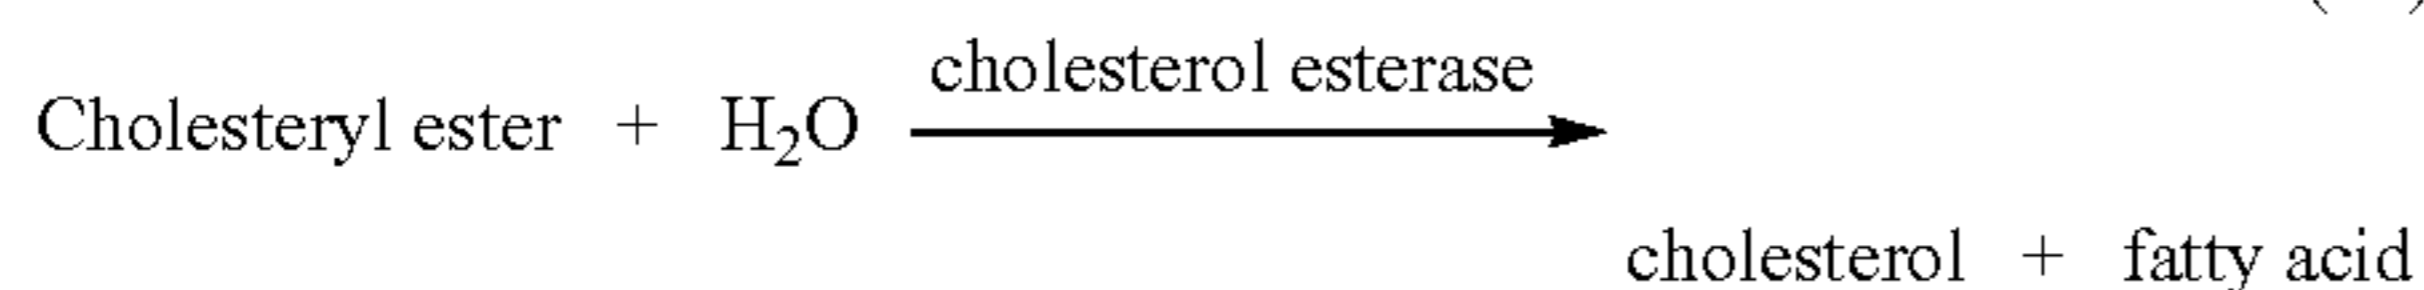 cholesterol esterase
Cholesteryl ester + H₂O
cholesterol + fatty acid